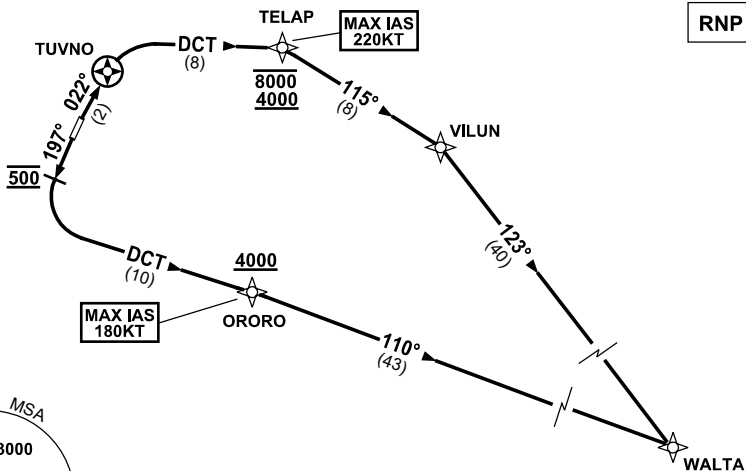 TELAP
MAX IAS
220KT
RNP
TUVNO
DCT
(8)
8000
4000
022°
(2)
115°
(8)
VILUN
197°
500
123°
(40)
DCT
(10)
4000
MAX IAS
180KT
ORORO
110°
(43)
MSA
WALTA